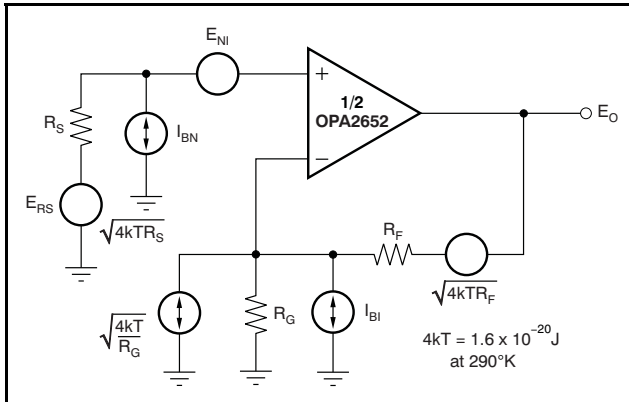 E_NI
+
1/2
OPA2652
E_O
R_S
I_BN
−
E_RS
√4kTR_S
R_F
√4kTR_F
√4kT/R_G
R_G
I_BI
4kT = 1.6 x 10^−20 J
at 290°K